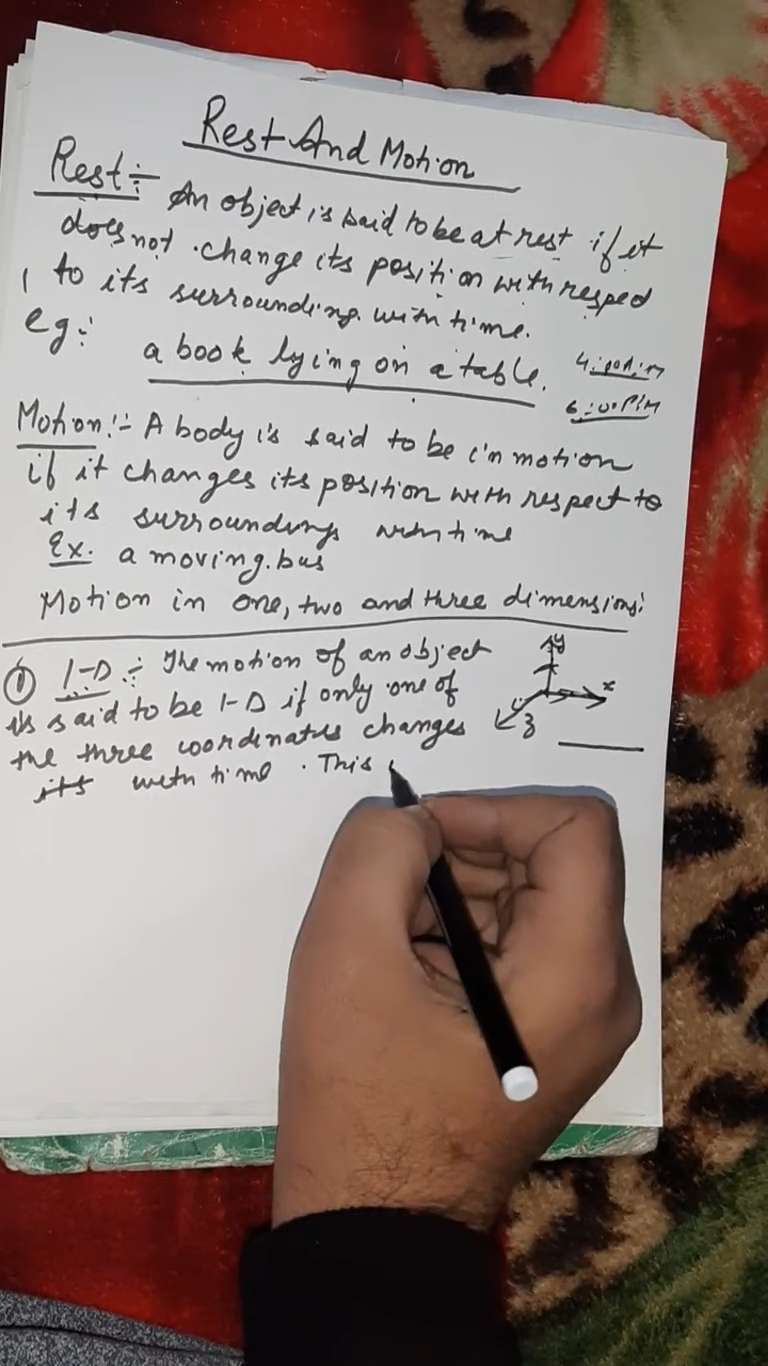 Rest And Motion
Rest:- An object is said to be at rest if it
does not change its position with respect
to its surrounding with time.
eg:-
a book lying on a table.
4:00 P.M
6:00 P.M
Motion:- A body is said to be in motion
if it changes its position with respect to
its surroundings with time
Ex. a moving bus
Motion in one, two and three dimensions:
① 1-D:- The motion of an object
is said to be 1-D if only one of
the three coordinates changes
its with time. This
y
x
z